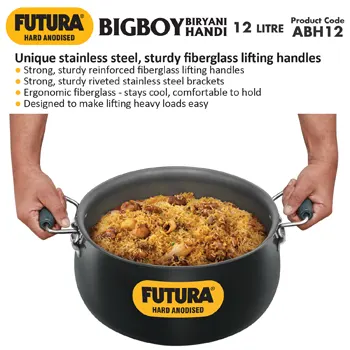 FUTURA®
HARD ANODISED
BIGBOY BIRYANI HANDI 12 LITRE
Product Code
ABH12
Unique stainless steel, sturdy fiberglass lifting handles
● Strong, sturdy reinforced fiberglass lifting handles
● Strong, sturdy riveted stainless steel brackets
● Ergonomic fiberglass - stays cool, comfortable to hold
● Designed to make lifting heavy loads easy
FUTURA®
HARD ANODISED